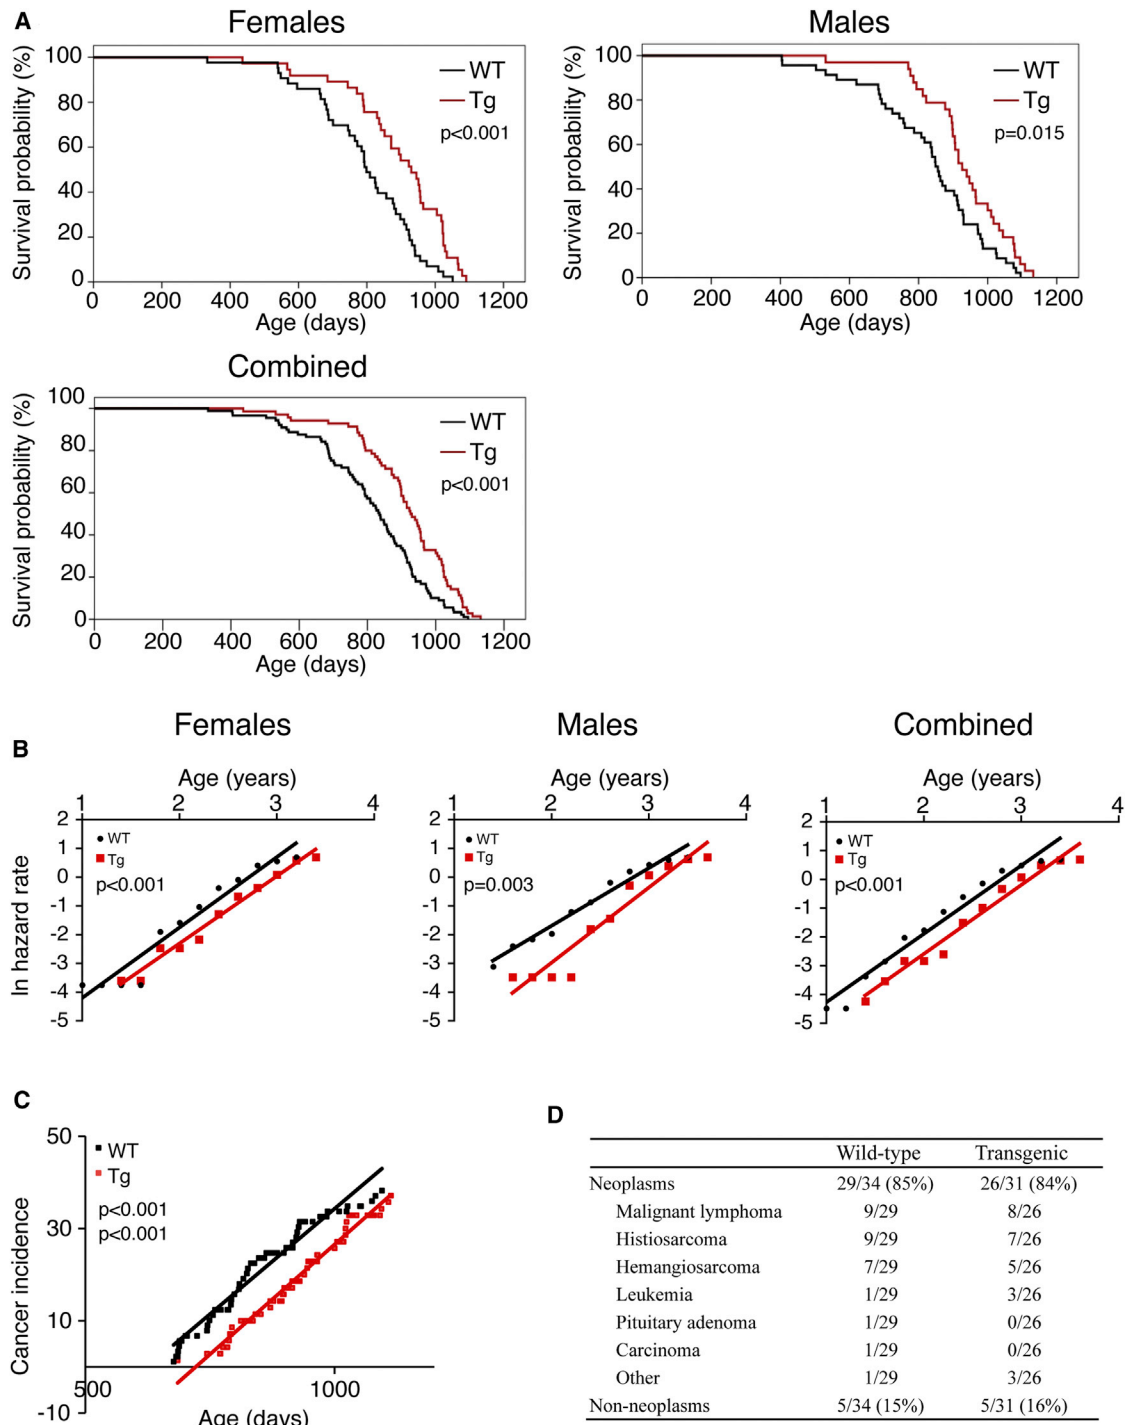 A
Females
Survival probability (%)
100
80
60
40
20
0
WT
Tg
p<0.001
0 200 400 600 800 1000 1200
Age (days)
Males
Survival probability (%)
100
80
60
40
20
0
WT
Tg
p=0.015
0 200 400 600 800 1000 1200
Age (days)
Combined
Survival probability (%)
100
80
60
40
20
0
WT
Tg
p<0.001
0 200 400 600 800 1000 1200
Age (days)
B
Females
Age (years)
1 2 3 4
ln hazard rate
2
1
0
-1
-2
-3
-4
-5
WT
Tg
p<0.001
Males
Age (years)
1 2 3 4
2
1
0
-1
-2
-3
-4
-5
WT
Tg
p=0.003
Combined
Age (years)
1 2 3 4
2
1
0
-1
-2
-3
-4
-5
WT
Tg
p<0.001
C
Cancer incidence
50
30
10
-10
WT
Tg
p<0.001
p<0.001
500 1000
Age (days)
D
Wild-type Transgenic
Neoplasms 29/34 (85%) 26/31 (84%)
Malignant lymphoma 9/29 8/26
Histiosarcoma 9/29 7/26
Hemangiosarcoma 7/29 5/26
Leukemia 1/29 3/26
Pituitary adenoma 1/29 0/26
Carcinoma 1/29 0/26
Other 1/29 3/26
Non-neoplasms 5/34 (15%) 5/31 (16%)